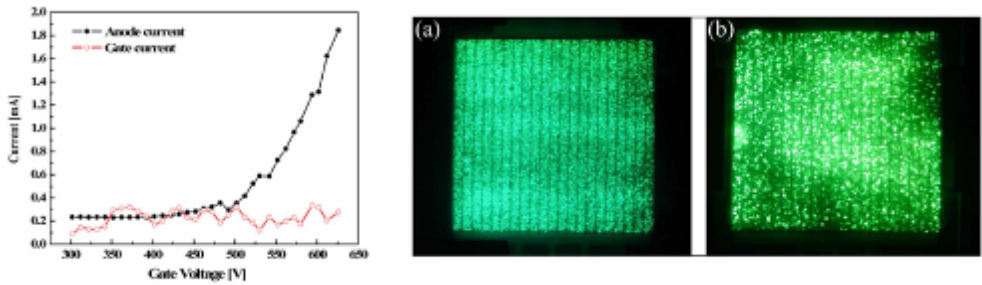 2.0
1.8
1.6
1.4
1.2
1.0
0.8
0.6
0.4
0.2
0.0
Current [mA]
Anode current
Gate current
300 350 400 450 500 550 600 650
Gate Voltage [V]
(a)
(b)